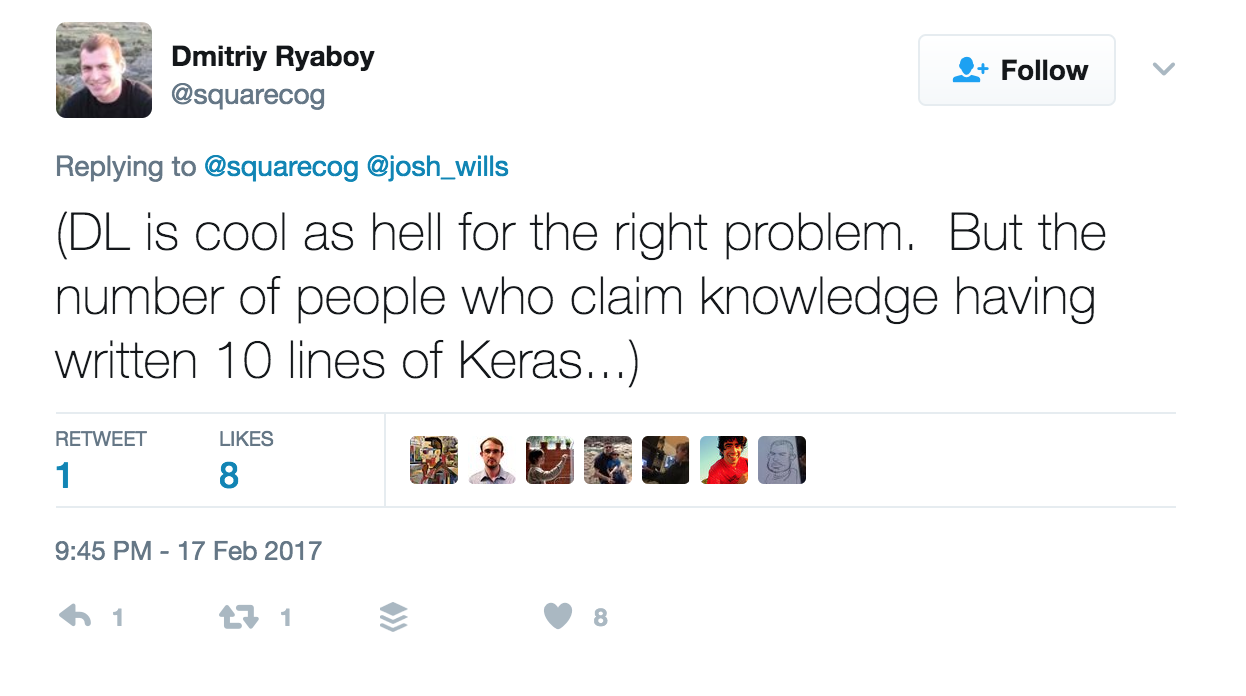 Dmitriy Ryaboy
@squarecog
Follow
Replying to @squarecog @josh_wills
(DL is cool as hell for the right problem.  But the
number of people who claim knowledge having
written 10 lines of Keras...)
RETWEET LIKES
1 8
9:45 PM - 17 Feb 2017
1 1 8